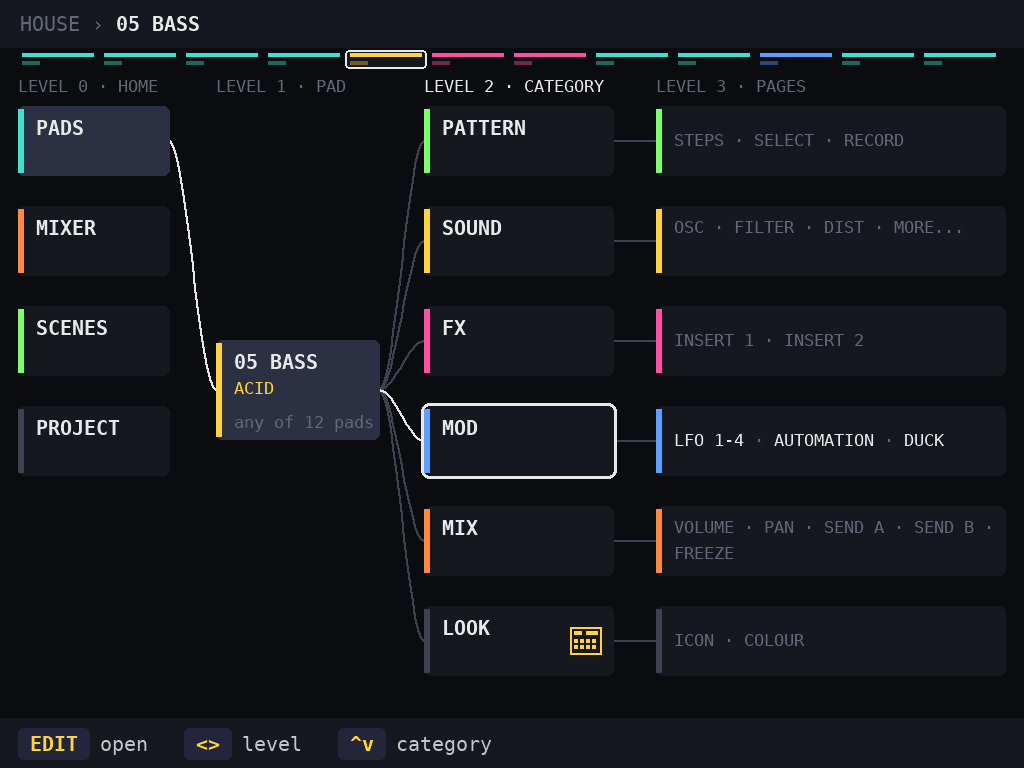 HOUSE › 05 BASS
LEVEL 0 · HOME
LEVEL 1 · PAD
LEVEL 2 · CATEGORY
LEVEL 3 · PAGES
PADS
MIXER
SCENES
PROJECT
05 BASS
ACID
any of 12 pads
PATTERN
STEPS · SELECT · RECORD
SOUND
OSC · FILTER · DIST · MORE...
FX
INSERT 1 · INSERT 2
MOD
LFO 1-4 · AUTOMATION · DUCK
MIX
VOLUME · PAN · SEND A · SEND B ·
FREEZE
LOOK
ICON · COLOUR
EDIT open <> level ^v category